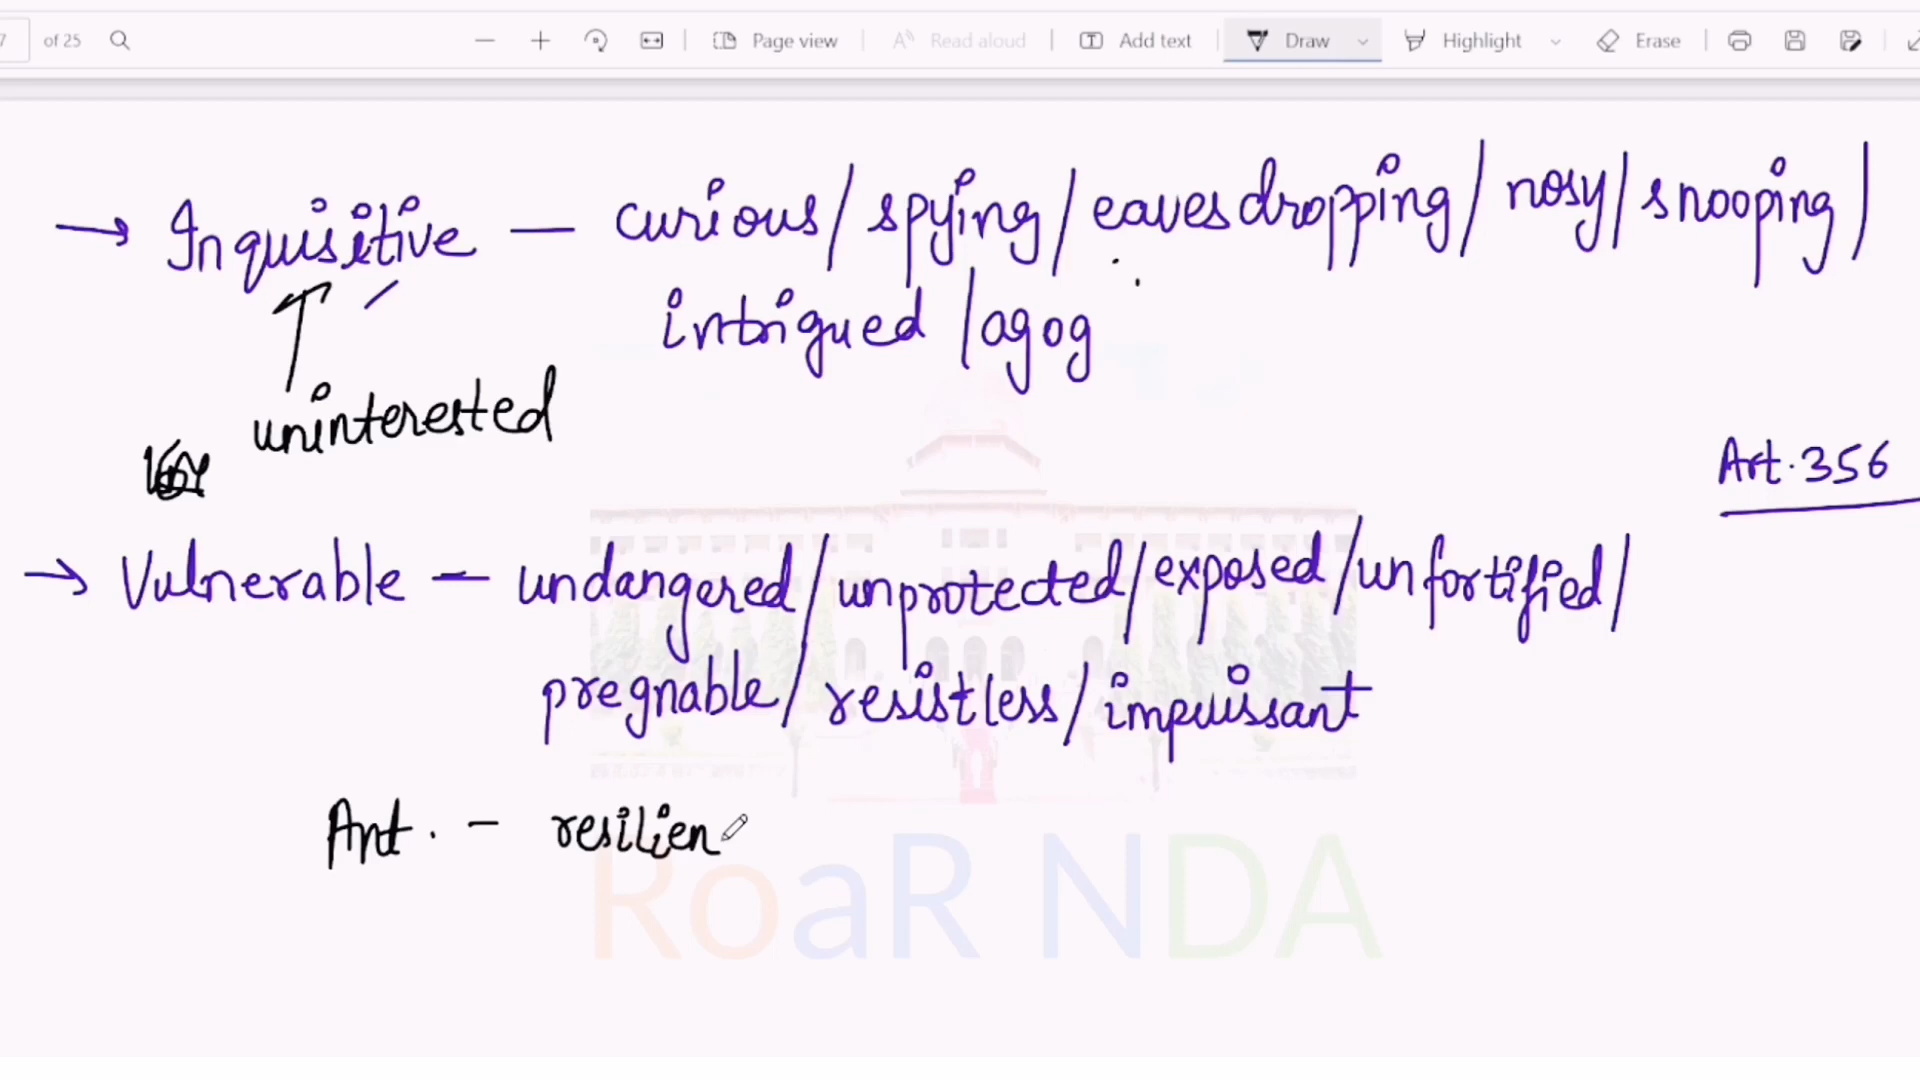 7 of 25 Page view Read aloud Add text Draw Highlight Erase
→ Inquisitive — curious/ spying/ eavesdropping/ nosy/ snooping/
intrigued /agog
uninterested
Art. 356
→ Vulnerable — undangered/ unprotected/ exposed/ unfortified/
pregnable/ resistless/ impuissant
Ant. - resilien
RoaR NDA